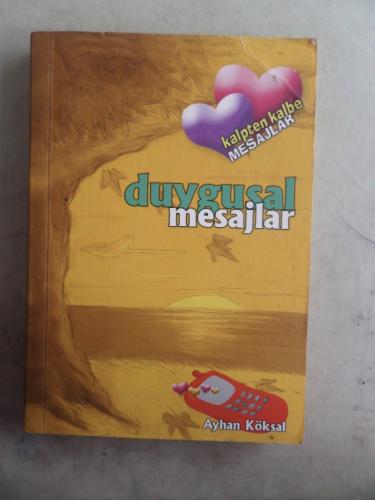 kalpten kalbe
MESAJLAR
duygusal
mesajlar
Ayhan Köksal